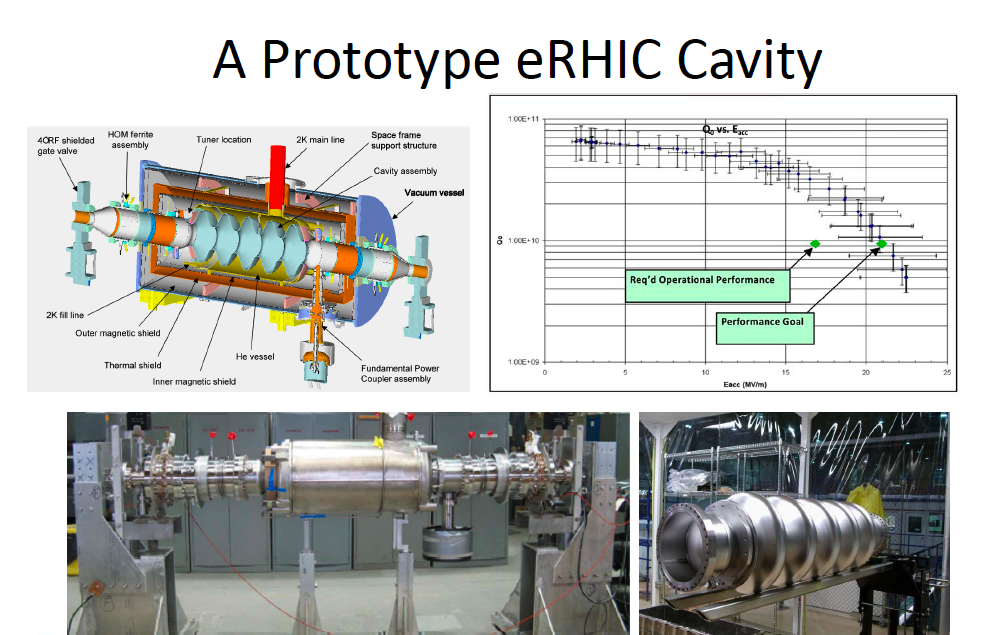 A Prototype eRHIC Cavity
4ÖRF shielded
gate valve
HOM ferrite
assembly
Tuner location
2K main line
Space frame
support structure
Cavity assembly
Vacuum vessel
2K fill line
Outer magnetic shield
Thermal shield
Inner magnetic shield
He vessel
Fundamental Power
Coupler assembly
Q₀ vs. Eacc
1.00E+11
1.00E+10
1.00E+09
Q0
Req'd Operational Performance
Performance Goal
0
5
10
15
20
25
Eacc (MV/m)